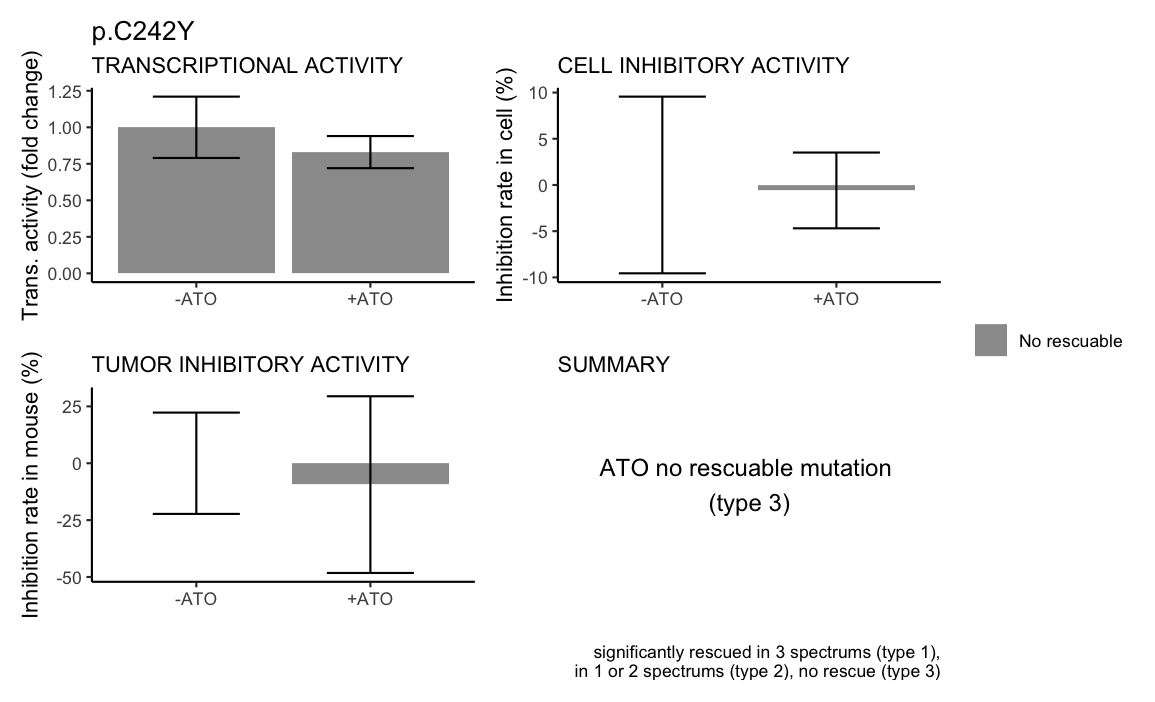 p.C242Y
TRANSCRIPTIONAL ACTIVITY
Trans. activity (fold change)
1.25
1.00
0.75
0.50
0.25
0.00
-ATO
+ATO
CELL INHIBITORY ACTIVITY
Inhibition rate in cell (%)
10
5
0
-5
-10
-ATO
+ATO
No rescuable
TUMOR INHIBITORY ACTIVITY
Inhibition rate in mouse (%)
25
0
-25
-50
-ATO
+ATO
SUMMARY
ATO no rescuable mutation
(type 3)
significantly rescued in 3 spectrums (type 1),
in 1 or 2 spectrums (type 2), no rescue (type 3)